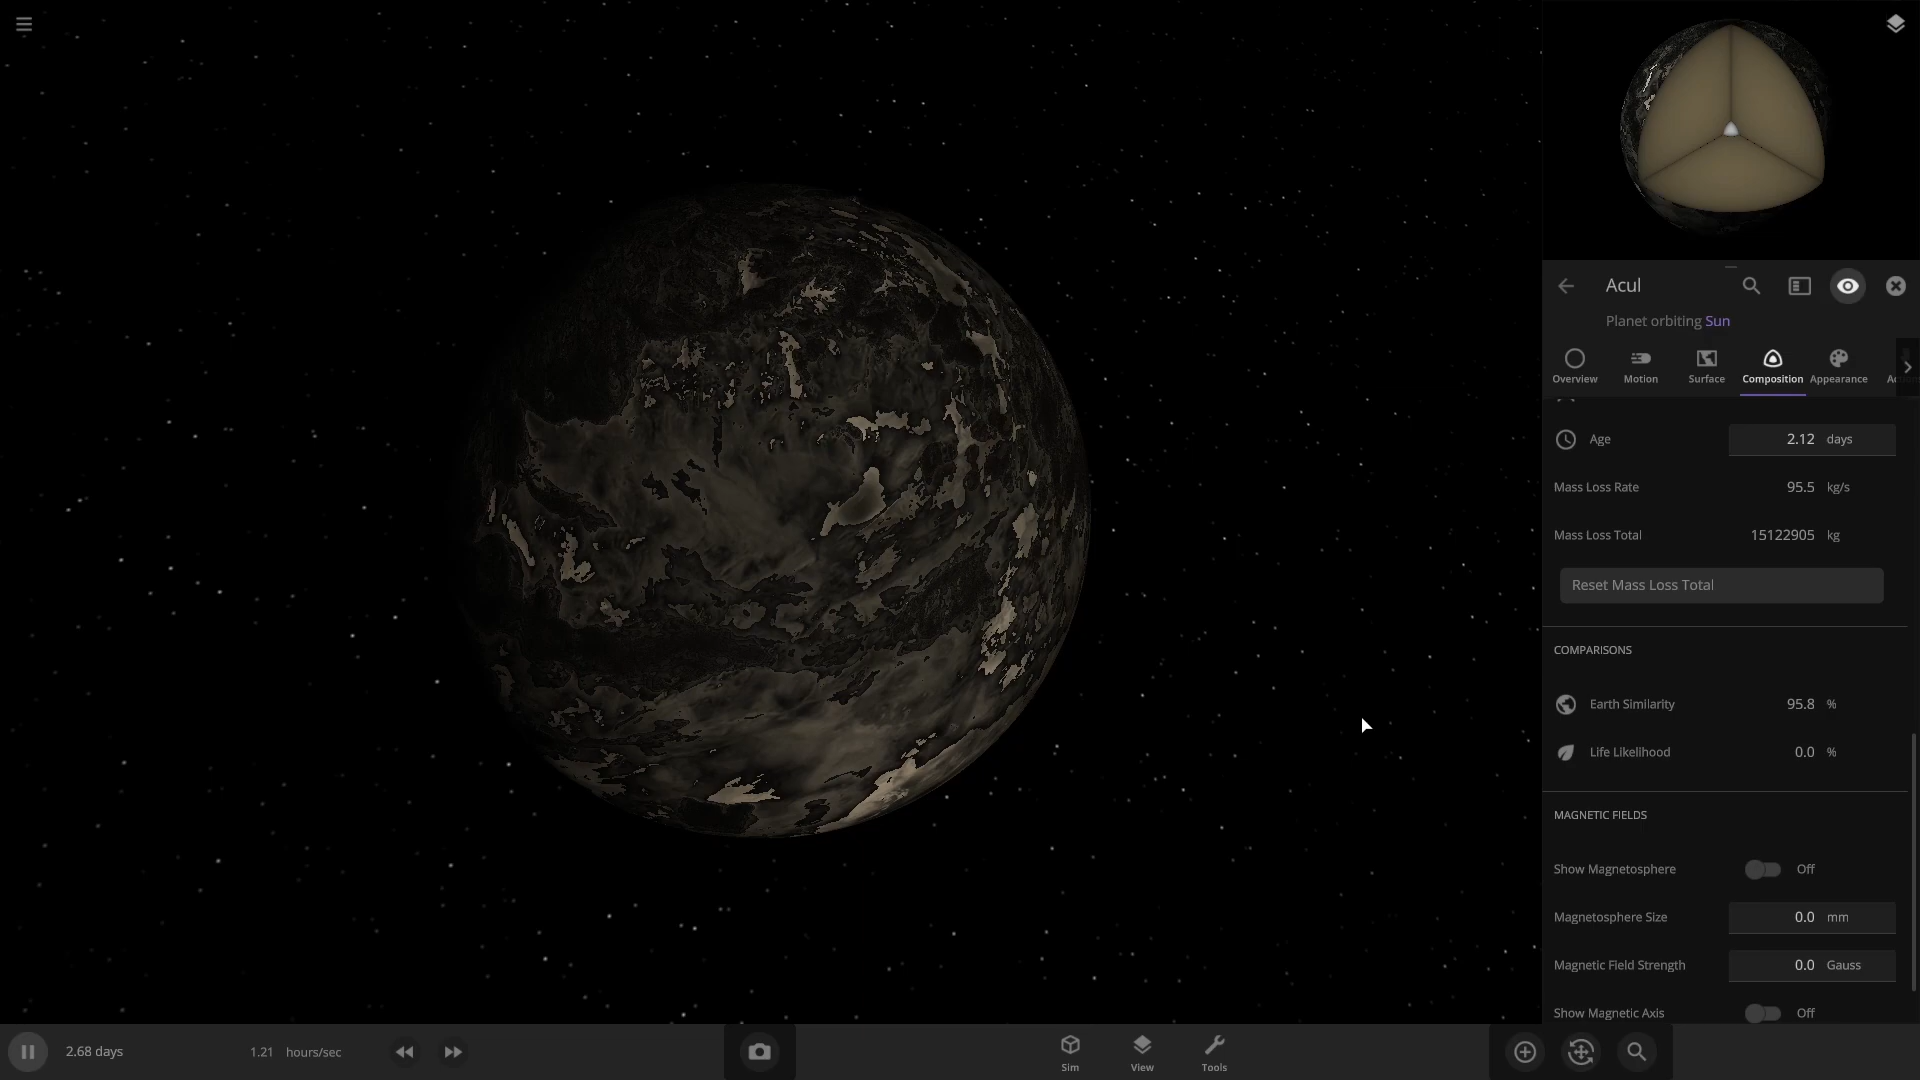 Acul
Planet orbiting Sun
Overview Motion Surface Composition Appearance
Age 2.12 days
Mass Loss Rate 95.5 kg/s
Mass Loss Total 15122905 kg
Reset Mass Loss Total
COMPARISONS
Earth Similarity 95.8 %
Life Likelihood 0.0 %
MAGNETIC FIELDS
Show Magnetosphere Off
Magnetosphere Size 0.0 mm
Magnetic Field Strength 0.0 Gauss
Show Magnetic Axis Off
2.68 days 1.21 hours/sec
Sim View Tools